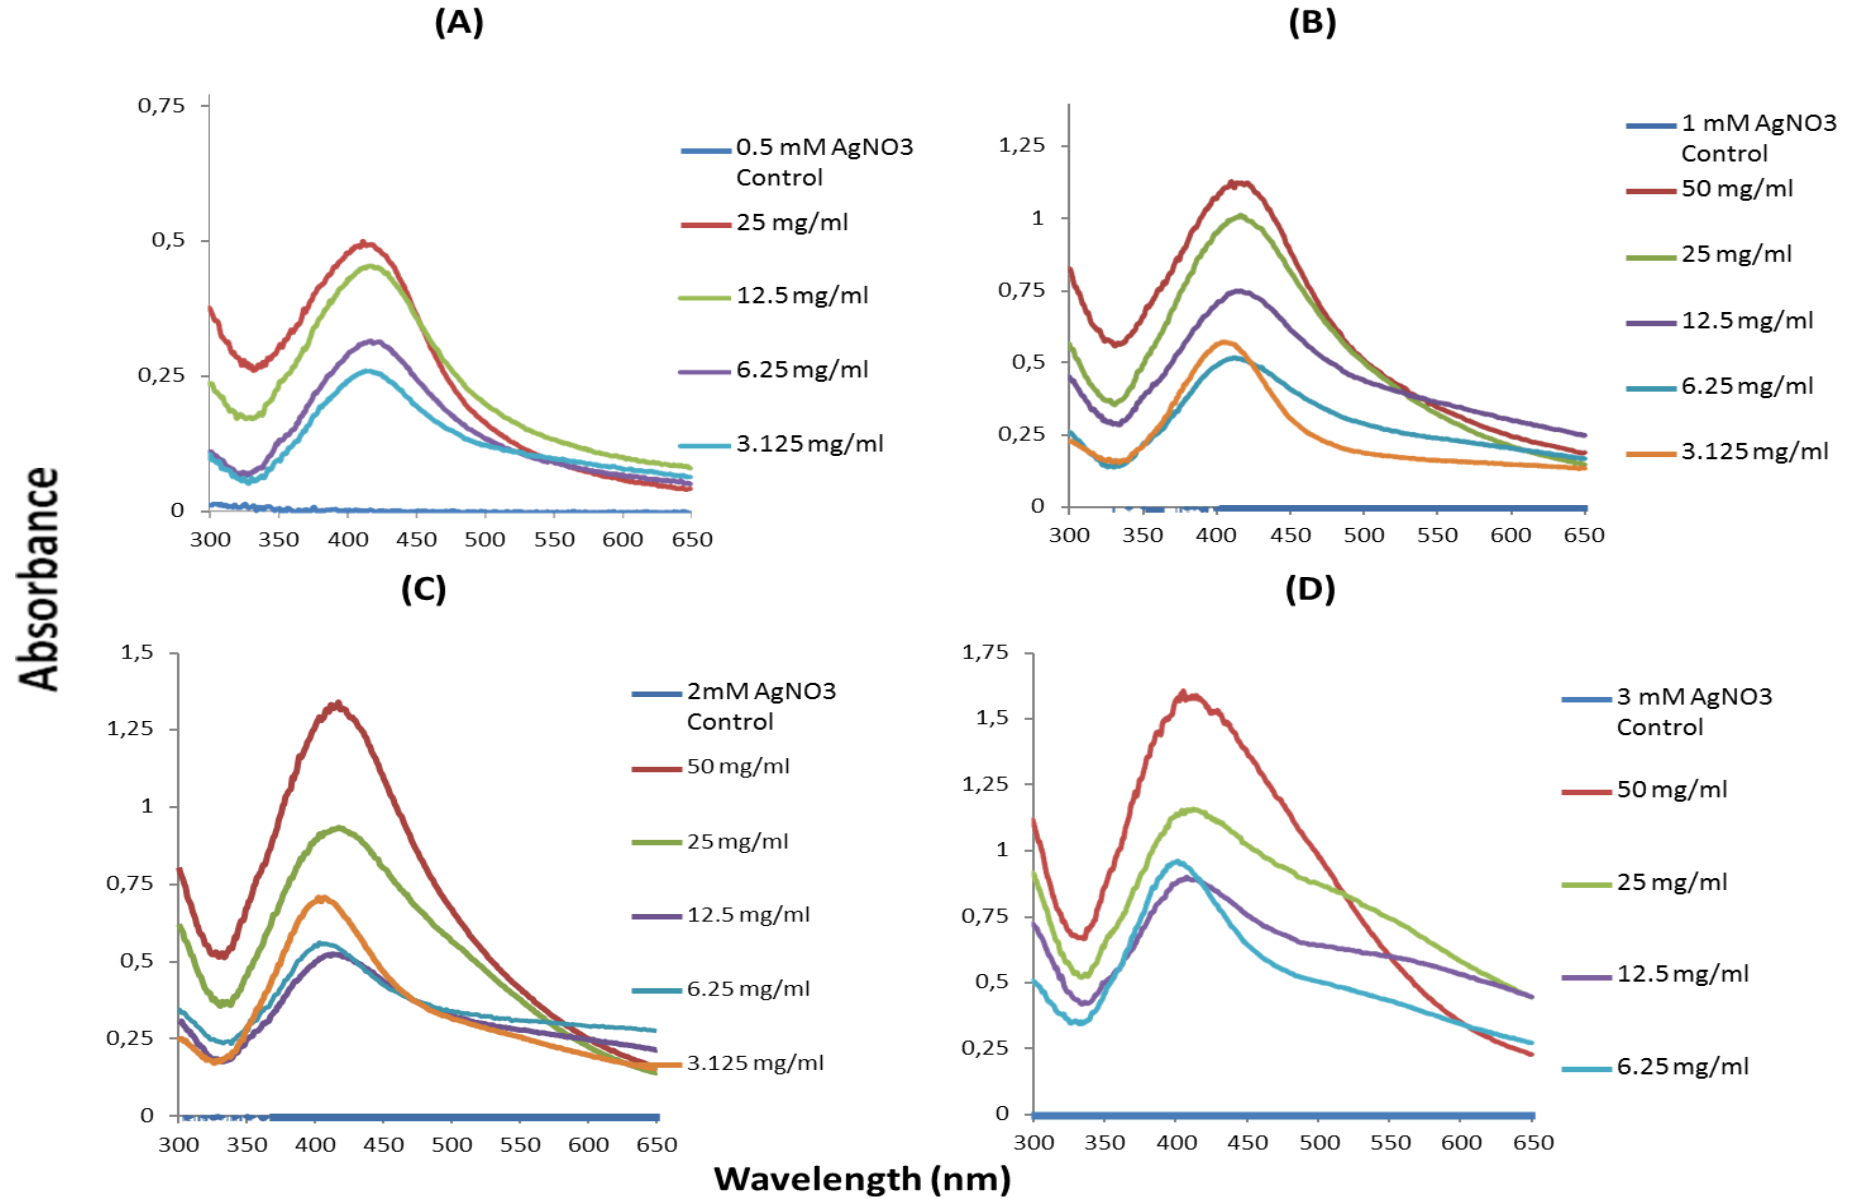 (A)
0,75
0,5
0,25
0
300 350 400 450 500 550 600 650
0.5 mM AgNO3
Control
25 mg/ml
12.5 mg/ml
6.25 mg/ml
3.125 mg/ml
(B)
1,25
1
0,75
0,5
0,25
0
300 350 400 450 500 550 600 650
1 mM AgNO3
Control
50 mg/ml
25 mg/ml
12.5 mg/ml
6.25 mg/ml
3.125 mg/ml
Absorbance
(C)
1,5
1,25
1
0,75
0,5
0,25
0
300 350 400 450 500 550 600 650
2mM AgNO3
Control
50 mg/ml
25 mg/ml
12.5 mg/ml
6.25 mg/ml
3.125 mg/ml
(D)
1,75
1,5
1,25
1
0,75
0,5
0,25
0
300 350 400 450 500 550 600 650
3 mM AgNO3
Control
50 mg/ml
25 mg/ml
12.5 mg/ml
6.25 mg/ml
Wavelength (nm)